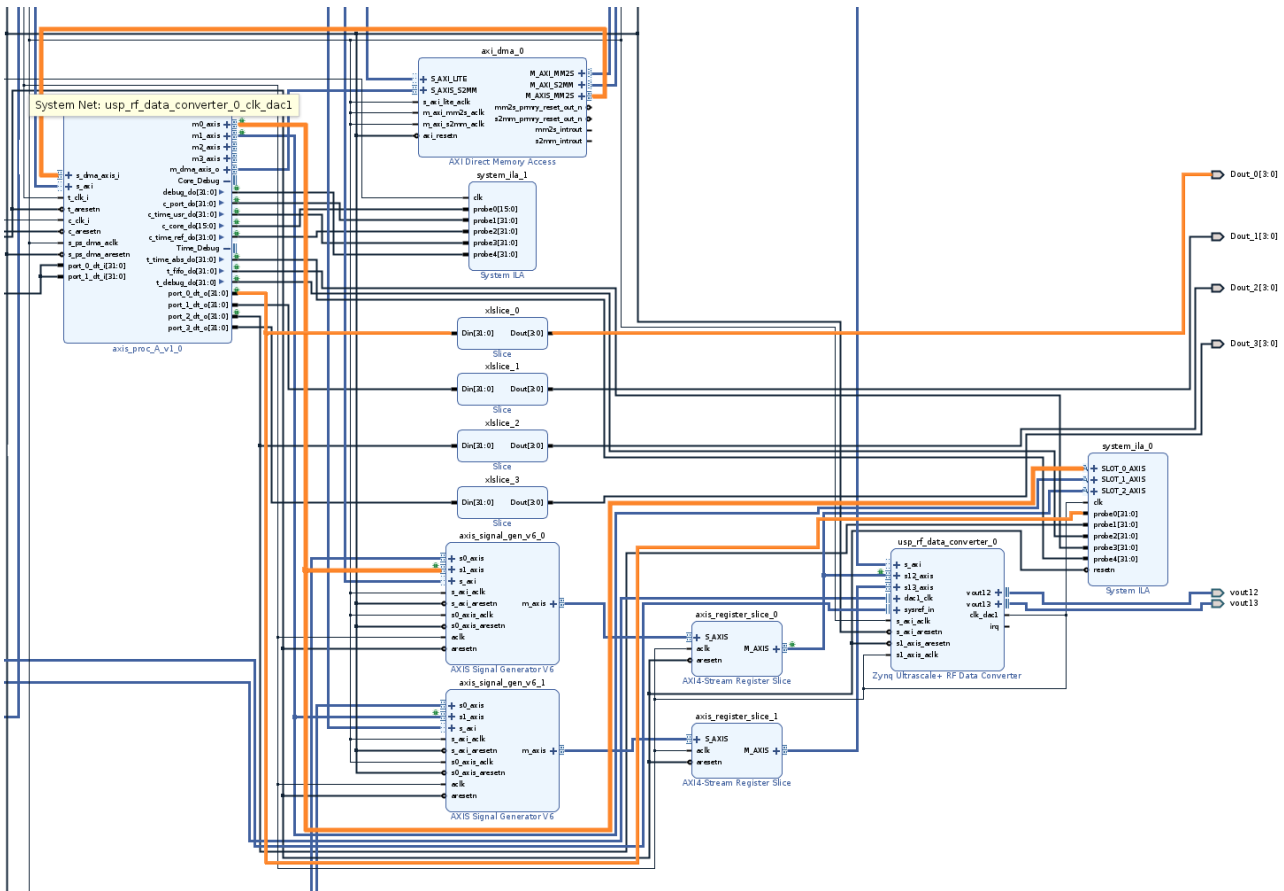 axi_dma_0
S_AXI_LITE
S_AXIS_S2MM
s_axi_lite_aclk
m_axi_mm2s_aclk
m_axi_s2mm_aclk
axi_resetn
M_AXI_MM2S
M_AXI_S2MM
M_AXIS_MM2S
mm2s_prmry_reset_out_n
s2mm_prmry_reset_out_n
mm2s_introut
s2mm_introut
AXI Direct Memory Access
System Net: usp_rf_data_converter_0_clk_dac1
s_dma_axis_i
s_axi
t_clk_i
t_aresetn
c_clk_i
c_aresetn
s_ps_dma_aclk
s_ps_dma_aresetn
port_0_dt_i[31:0]
port_1_dt_i[31:0]
m0_axis
m1_axis
m2_axis
m3_axis
m_dma_axis_o
Core_Debug
debug_do[31:0]
c_port_do[31:0]
c_time_usr_do[31:0]
c_core_do[15:0]
c_time_ref_do[31:0]
Time_Debug
t_time_abs_do[31:0]
t_fifo_do[31:0]
t_debug_do[31:0]
port_0_dt_o[31:0]
port_1_dt_o[31:0]
port_2_dt_o[31:0]
port_3_dt_o[31:0]
axis_proc_A_v1_0
system_ila_1
clk
probe0[15:0]
probe1[31:0]
probe2[31:0]
probe3[31:0]
probe4[31:0]
System ILA
xlslice_0
Din[31:0]
Dout[3:0]
Slice
xlslice_1
Din[31:0]
Dout[3:0]
Slice
xlslice_2
Din[31:0]
Dout[3:0]
Slice
xlslice_3
Din[31:0]
Dout[3:0]
Slice
Dout_0[3:0]
Dout_1[3:0]
Dout_2[3:0]
Dout_3[3:0]
system_ila_0
SLOT_0_AXIS
SLOT_1_AXIS
SLOT_2_AXIS
clk
probe0[31:0]
probe1[31:0]
probe2[31:0]
probe3[31:0]
probe4[31:0]
resetn
System ILA
axis_signal_gen_v6_0
s0_axis
s1_axis
s_axi
s_axi_aclk
s_axi_aresetn
s0_axis_aclk
s0_axis_aresetn
aclk
aresetn
m_axis
AXIS Signal Generator V6
axis_signal_gen_v6_1
s0_axis
s1_axis
s_axi
s_axi_aclk
s_axi_aresetn
s0_axis_aclk
s0_axis_aresetn
aclk
aresetn
m_axis
AXIS Signal Generator V6
axis_register_slice_0
S_AXIS
aclk
aresetn
M_AXIS
AXI4-Stream Register Slice
axis_register_slice_1
S_AXIS
aclk
aresetn
M_AXIS
AXI4-Stream Register Slice
usp_rf_data_converter_0
s_axi
s12_axis
s13_axis
dac1_clk
sysref_in
s_axi_aclk
s_axi_aresetn
s1_axis_aresetn
s1_axis_aclk
vout12
vout13
clk_dac1
irq
Zynq Ultrascale+ RF Data Converter
vout12
vout13